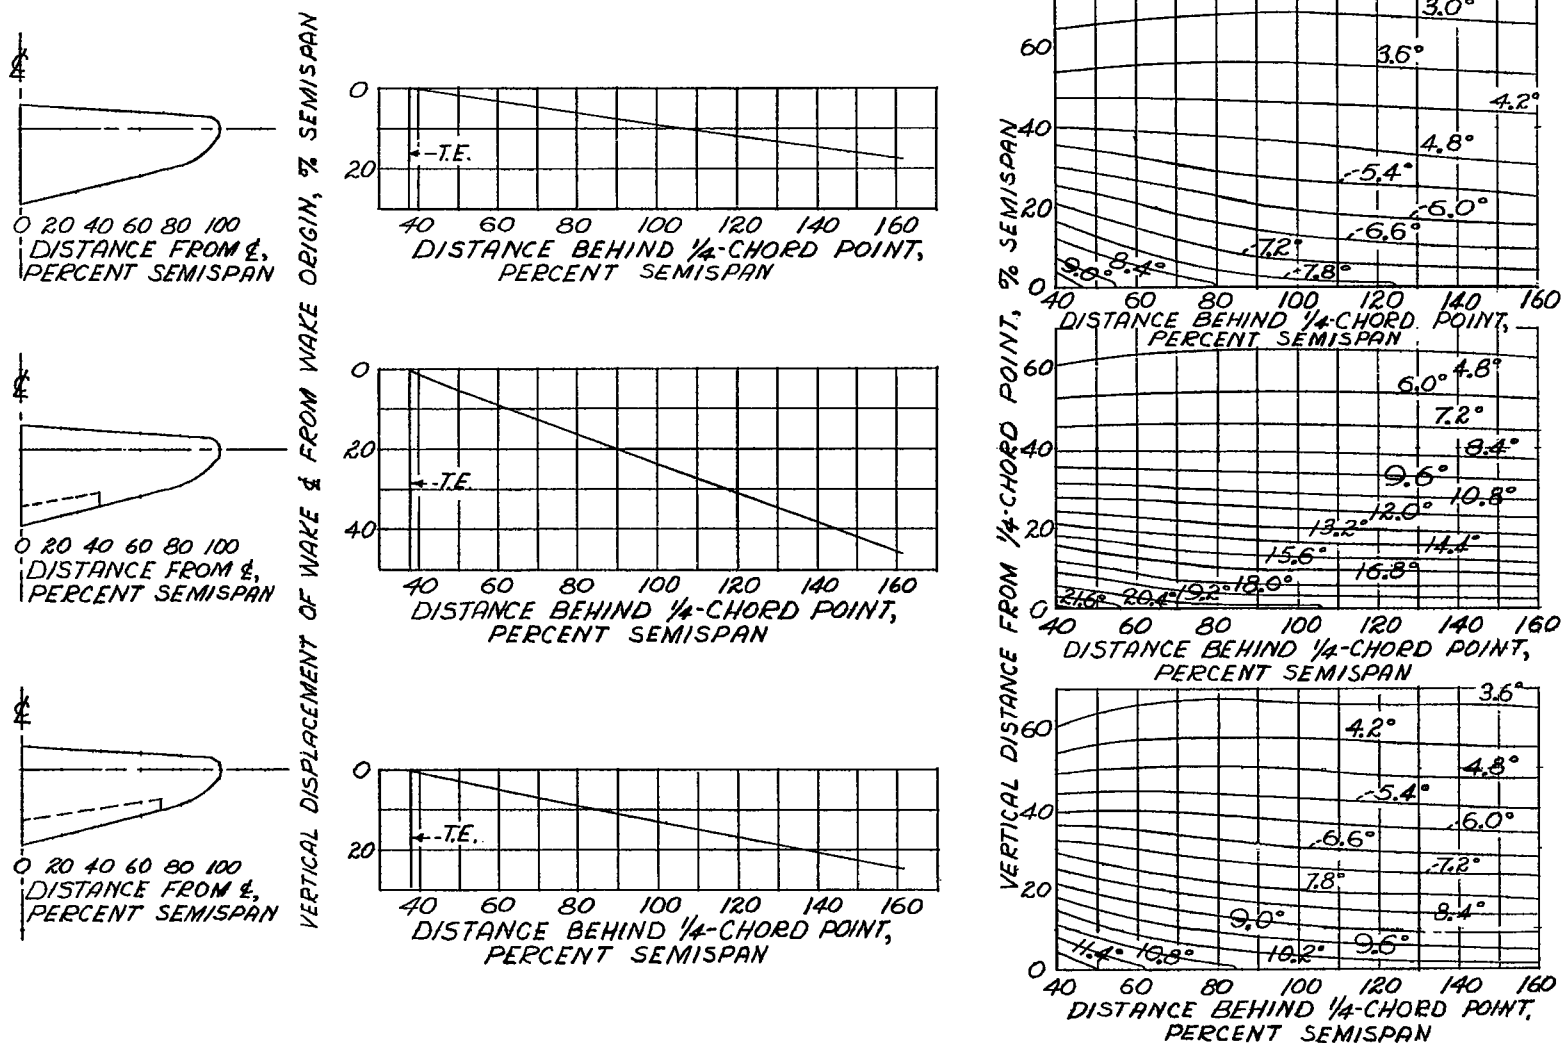 VERTICAL DISPLACEMENT OF WAKE ℄ FROM WAKE ORIGIN, % SEMISPAN
℄
0 20 40 60 80 100
DISTANCE FROM ℄,
PERCENT SEMISPAN
0
20
T.E.
40 60 80 100 120 140 160
DISTANCE BEHIND 1/4-CHORD POINT,
PERCENT SEMISPAN
℄
0 20 40 60 80 100
DISTANCE FROM ℄,
PERCENT SEMISPAN
0
20
40
T.E.
40 60 80 100 120 140 160
DISTANCE BEHIND 1/4-CHORD POINT,
PERCENT SEMISPAN
℄
0 20 40 60 80 100
DISTANCE FROM ℄,
PERCENT SEMISPAN
0
20
T.E.
40 60 80 100 120 140 160
DISTANCE BEHIND 1/4-CHORD POINT,
PERCENT SEMISPAN
VERTICAL DISTANCE FROM 1/4-CHORD POINT, % SEMISPAN
3.0°
60
3.6°
4.2°
40
4.8°
5.4°
20
6.0°
6.6°
7.2°
9.0° 8.4° 7.8°
0
40 60 80 100 120 140 160
DISTANCE BEHIND 1/4-CHORD POINT,
PERCENT SEMISPAN
60
4.8°
6.0°
7.2°
40
8.4°
9.6°
10.8°
12.0°
20
13.2°
14.4°
15.6°
16.8°
21.6° 20.4° 19.2° 18.0°
0
40 60 80 100 120 140 160
DISTANCE BEHIND 1/4-CHORD POINT,
PERCENT SEMISPAN
3.6°
60
4.2°
4.8°
5.4°
40
6.0°
6.6°
7.2°
20
7.8°
8.4°
9.0°
11.4° 10.8° 10.2° 9.6°
0
40 60 80 100 120 140 160
DISTANCE BEHIND 1/4-CHORD POINT,
PERCENT SEMISPAN